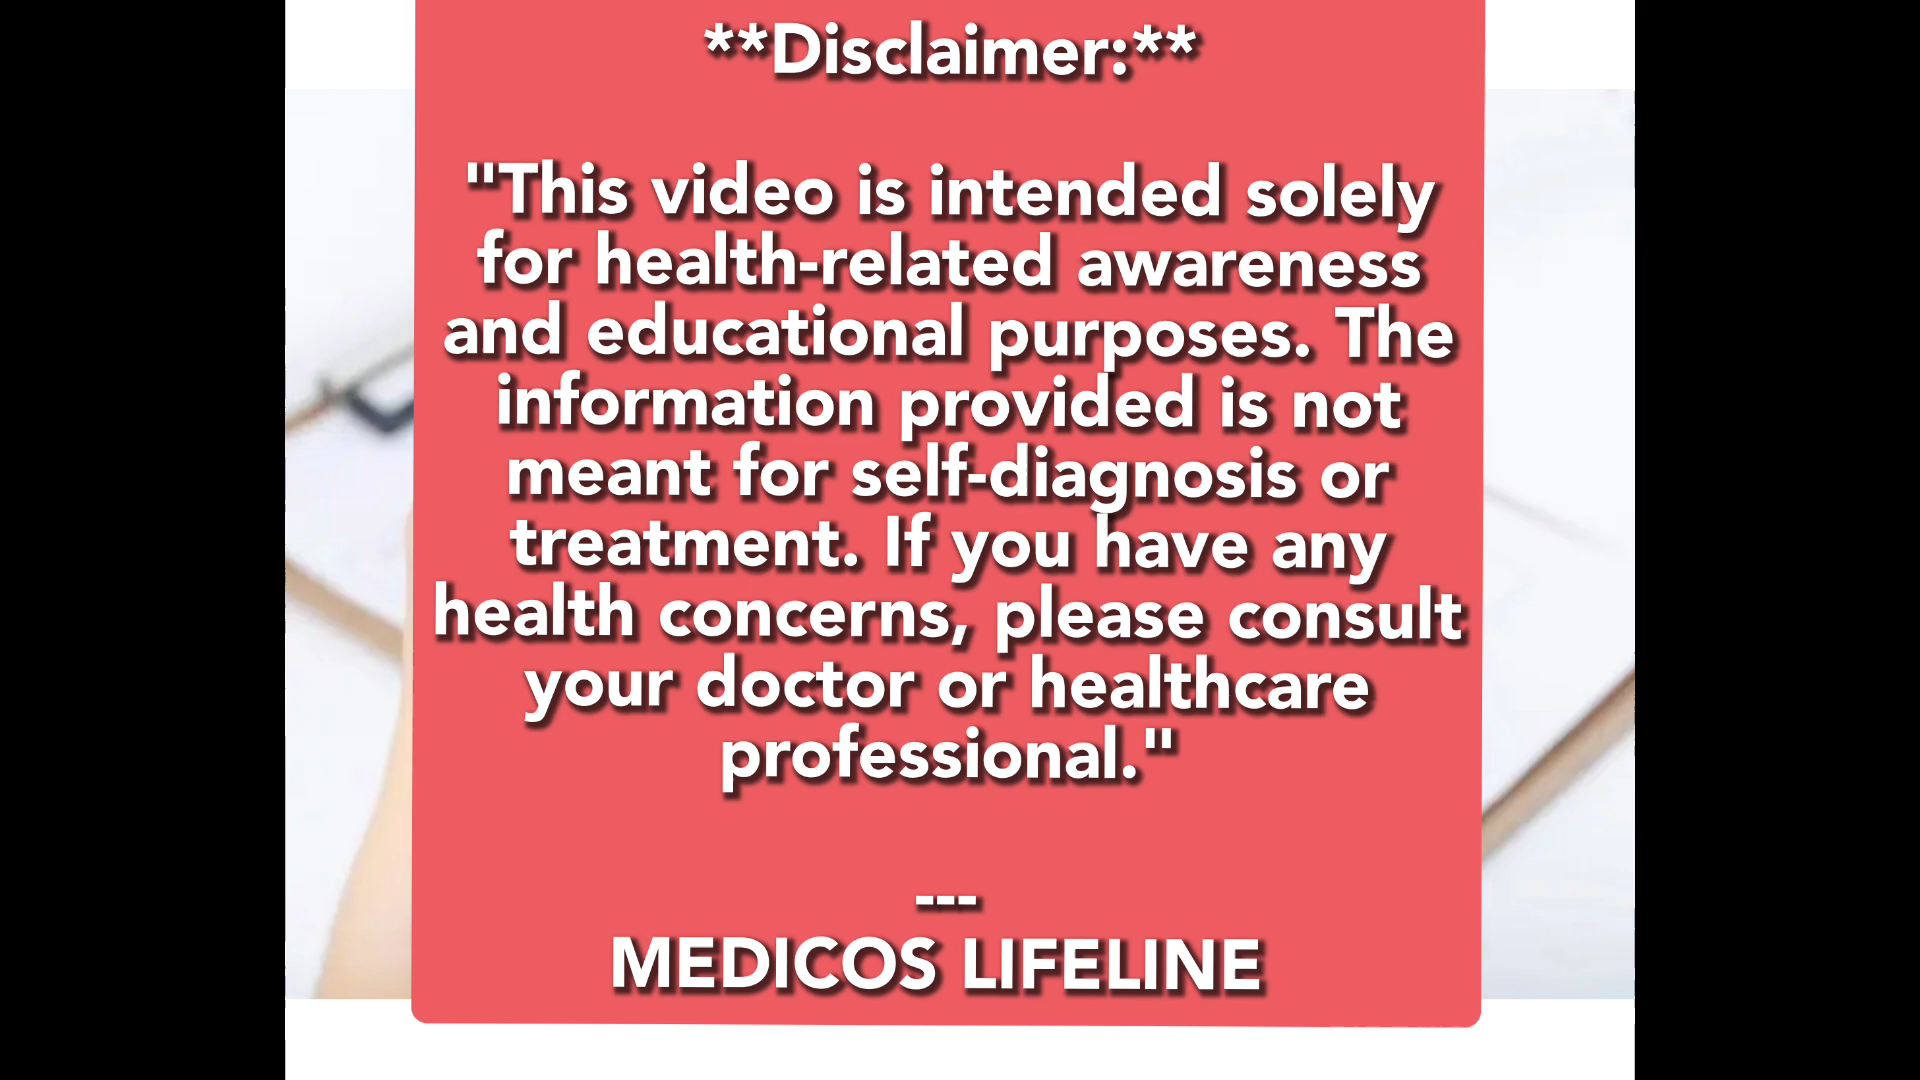 **Disclaimer:**
"This video is intended solely
for health-related awareness
and educational purposes. The
information provided is not
meant for self-diagnosis or
treatment. If you have any
health concerns, please consult
your doctor or healthcare
professional."
---
MEDICOS LIFELINE